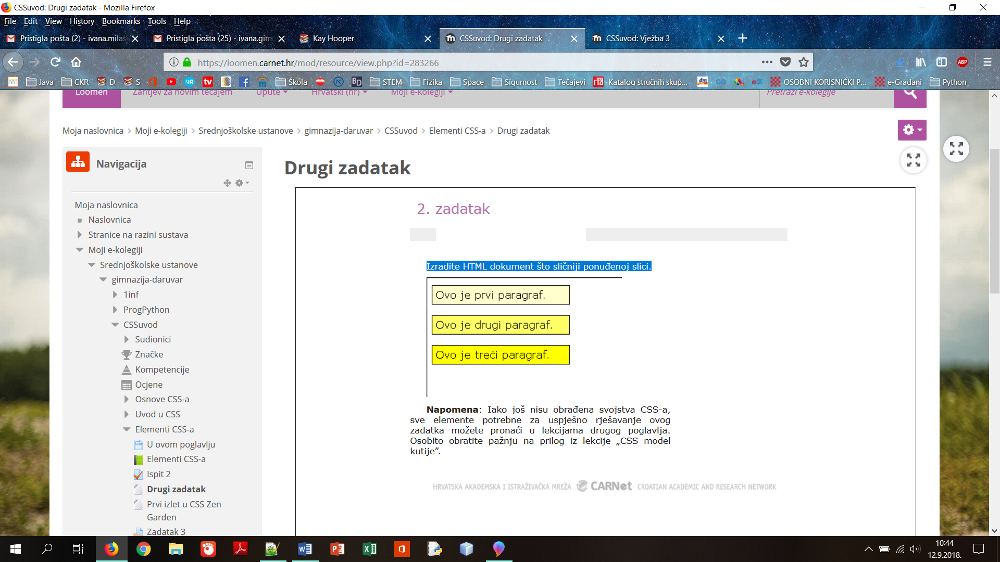 CSSuvod: Drugi zadatak - Mozilla Firefox
File Edit View History Bookmarks Tools Help
Pristigla pošta (2) - ivana.milas
Pristigla pošta (25) - ivana.gim
Kay Hooper
CSSuvod: Drugi zadatak
CSSuvod: Vježba 3
https://loomen.carnet.hr/mod/resource/view.php?id=283266
ABP
Java CKR D S YR tv Škola BD STEM Fizika Space Sigurnost Tečajevi Katalog stručnih skup... dm OSOBNI KORISNIČKI P... e-Građani Python
Loomen Zahtjev za novim tečajem Upute Hrvatski (hr) Moji e-kolegiji Pretraži e-kolegije
Moja naslovnica > Moji e-kolegiji > Srednjoškolske ustanove > gimnazija-daruvar > CSSuvod > Elementi CSS-a > Drugi zadatak
Navigacija
Moja naslovnica
Naslovnica
Stranice na razini sustava
Moji e-kolegiji
Srednjoškolske ustanove
gimnazija-daruvar
1inf
ProgPython
CSSuvod
Sudionici
Značke
Kompetencije
Ocjene
Osnove CSS-a
Uvod u CSS
Elementi CSS-a
U ovom poglavlju
Elementi CSS-a
Ispit 2
Drugi zadatak
Prvi izlet u CSS Zen
Garden
Zadatak 3
Drugi zadatak
2. zadatak
Izradite HTML dokument što sličniji ponuđenoj slici.
Ovo je prvi paragraf.
Ovo je drugi paragraf.
Ovo je treći paragraf.
Napomena: Iako još nisu obrađena svojstva CSS-a,
sve elemente potrebne za uspješno rješavanje ovog
zadatka možete pronaći u lekcijama drugog poglavlja.
Osobito obratite pažnju na prilog iz lekcije „CSS model
kutije”.
HRVATSKA AKADEMSKA I ISTRAŽIVAČKA MREŽA CARNet CROATIAN ACADEMIC AND RESEARCH NETWORK
10:44
12.9.2018.